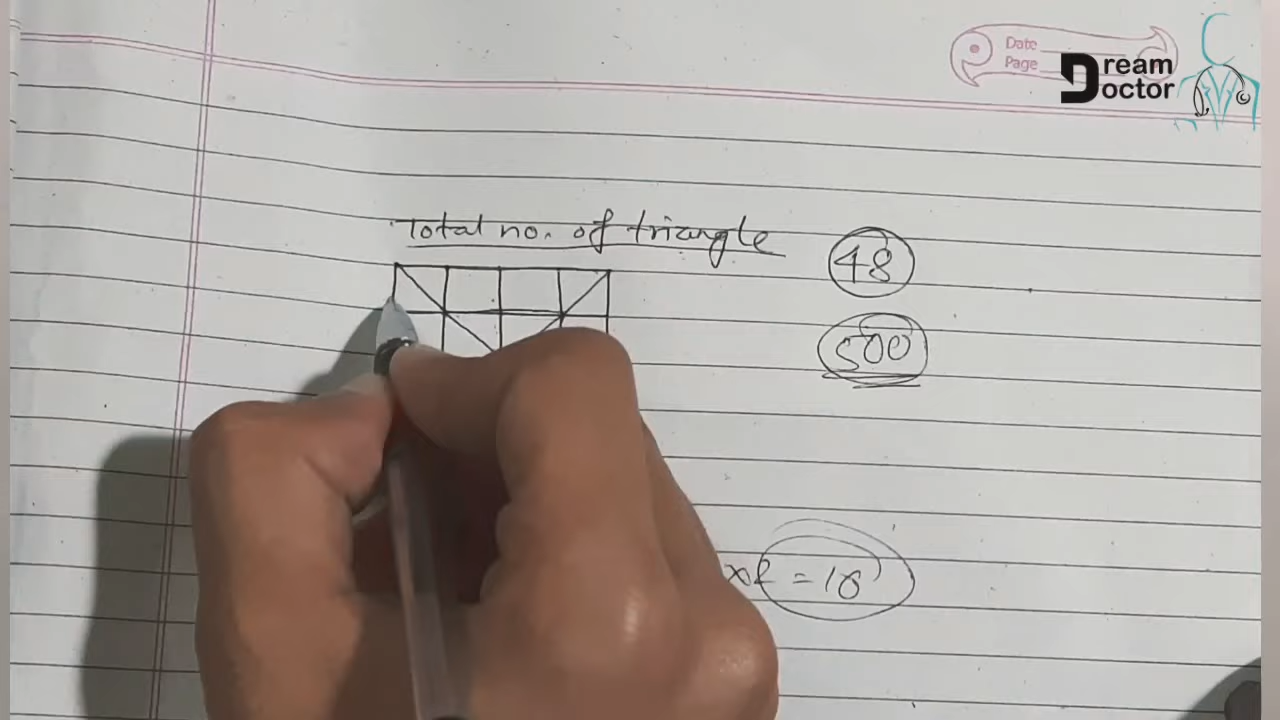 Date
Page
Dream
Doctor
Total no. of triangle
48
500
= 18